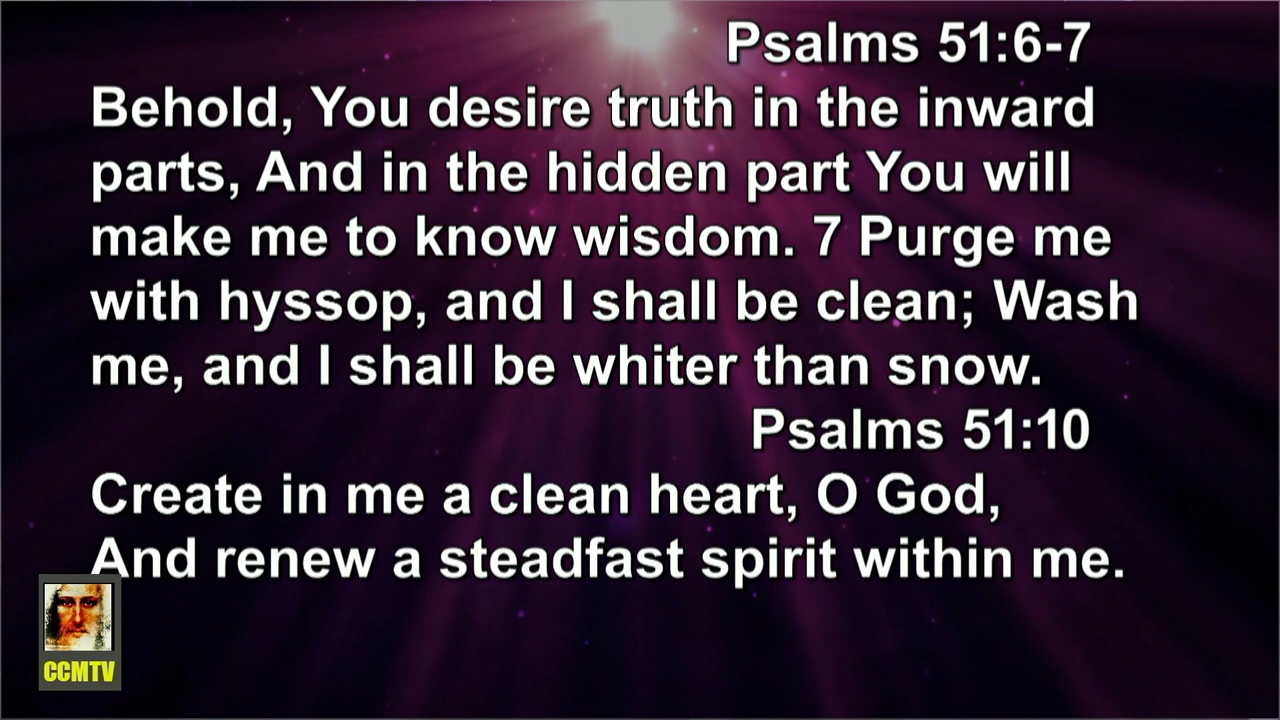 Psalms 51:6-7
Behold, You desire truth in the inward
parts, And in the hidden part You will
make me to know wisdom. 7 Purge me
with hyssop, and I shall be clean; Wash
me, and I shall be whiter than snow.
Psalms 51:10
Create in me a clean heart, O God,
And renew a steadfast spirit within me.
CCMTV